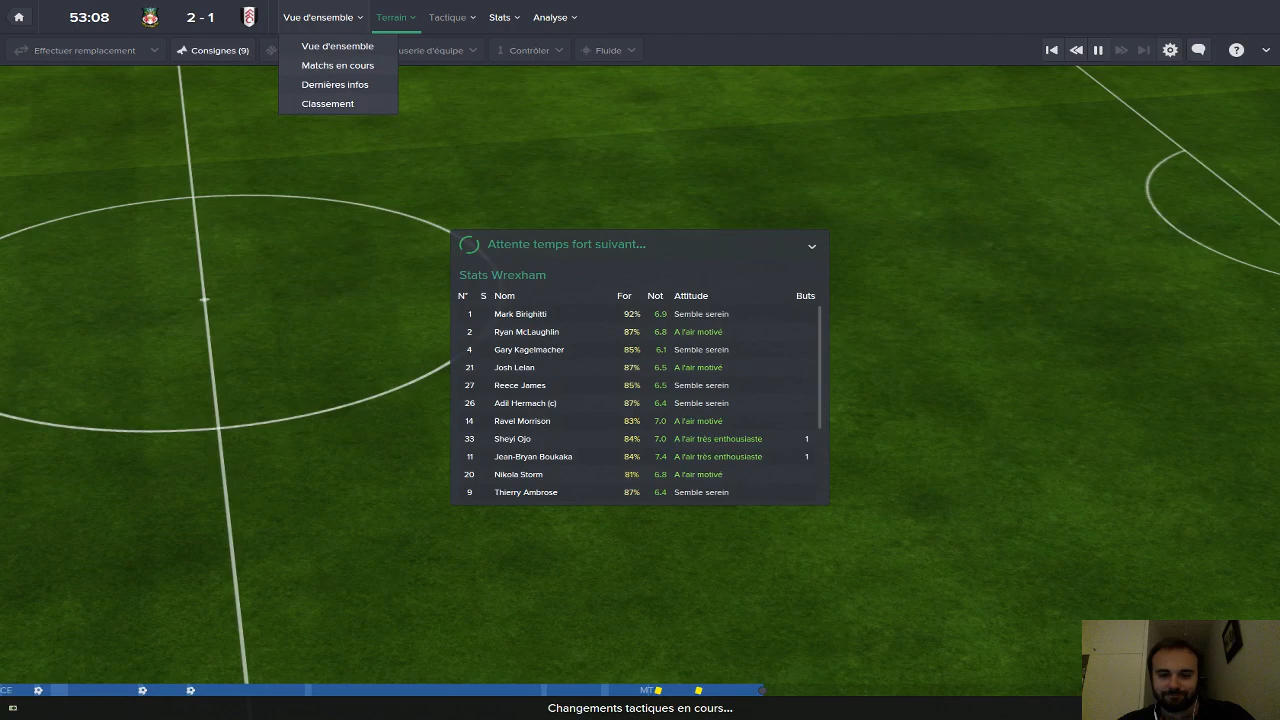 53:08 2 - 1 Vue d'ensemble Terrain Tactique Stats Analyse
Effectuer remplacement Consignes (9) userie d'équipe Contrôler Fluide
Vue d'ensemble
Matchs en cours
Dernières infos
Classement
Attente temps fort suivant...
Stats Wrexham
N° S Nom For Not Attitude Buts
1 Mark Birighitti 92% 6.9 Semble serein
2 Ryan McLaughlin 87% 6.8 A l'air motivé
4 Gary Kagelmacher 85% 6.1 Semble serein
21 Josh Lelan 87% 6.5 A l'air motivé
27 Reece James 85% 6.5 Semble serein
26 Adil Hermach (c) 87% 6.4 Semble serein
14 Ravel Morrison 83% 7.0 A l'air motivé
33 Sheyi Ojo 84% 7.0 A l'air très enthousiaste 1
11 Jean-Bryan Boukaka 84% 7.4 A l'air très enthousiaste 1
20 Nikola Storm 81% 6.8 A l'air motivé
9 Thierry Ambrose 87% 6.4 Semble serein
CE MT
Changements tactiques en cours...